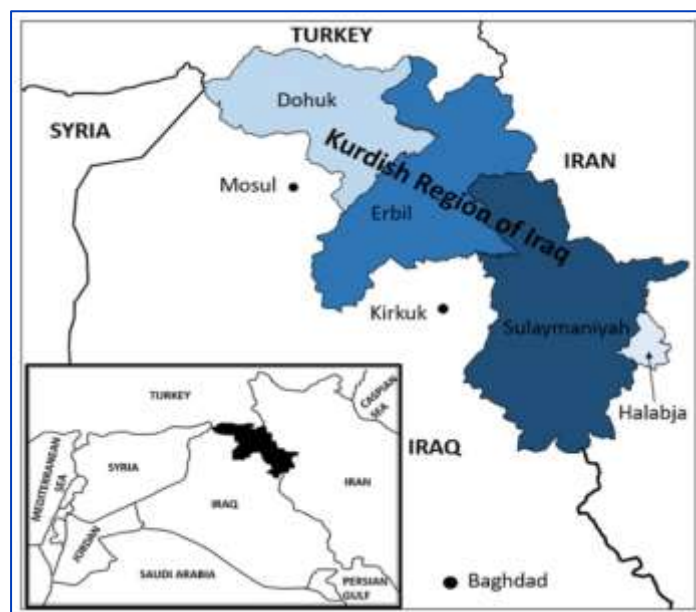 TURKEY
Dohuk
SYRIA
Kurdish Region of Iraq
IRAN
Mosul
Erbil
Kirkuk
Sulaymaniyah
Halabja
IRAQ
Baghdad
TURKEY
CASPIAN
SEA
MEDITERRANEAN
SEA
SYRIA
IRAN
IRAQ
JORDAN
SAUDI ARABIA
PERSIAN
GULF